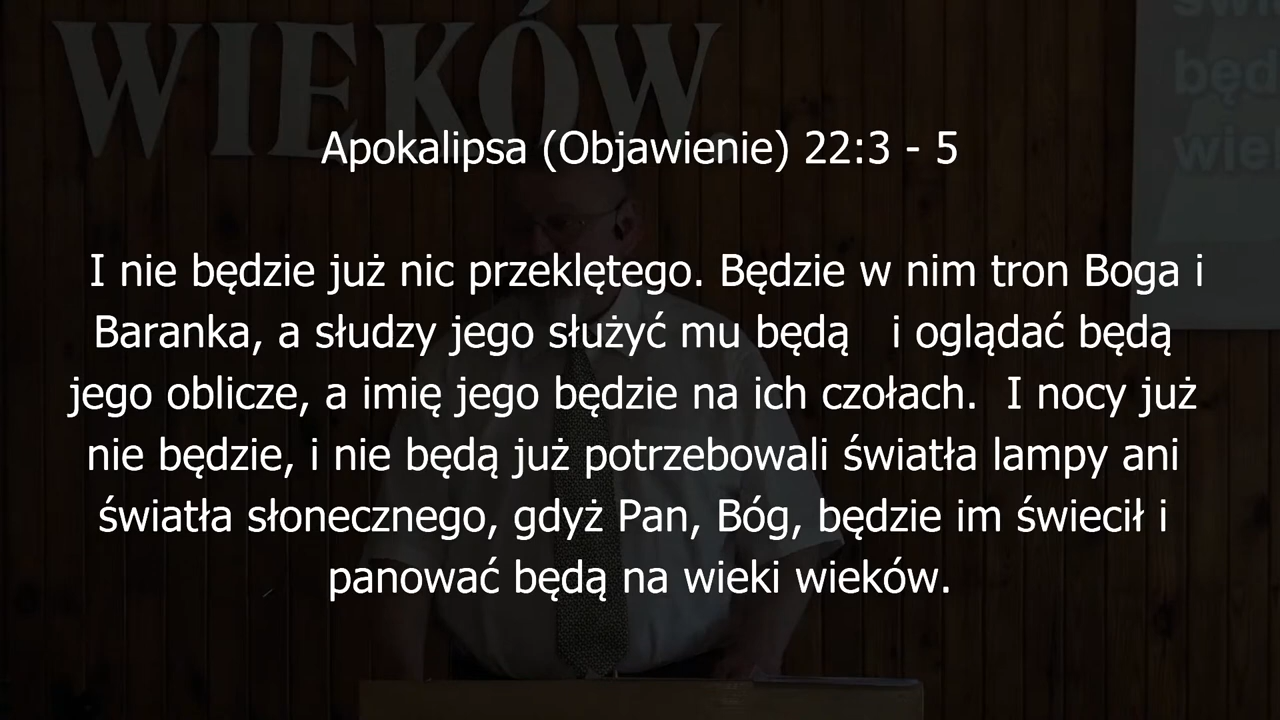 WIEKÓW.
Apokalipsa (Objawienie) 22:3 - 5
I nie będzie już nic przeklętego. Będzie w nim tron Boga i
Baranka, a słudzy jego służyć mu będą i oglądać będą
jego oblicze, a imię jego będzie na ich czołach. I nocy już
nie będzie, i nie będą już potrzebowali światła lampy ani
światła słonecznego, gdyż Pan, Bóg, będzie im świecił i
panować będą na wieki wieków.